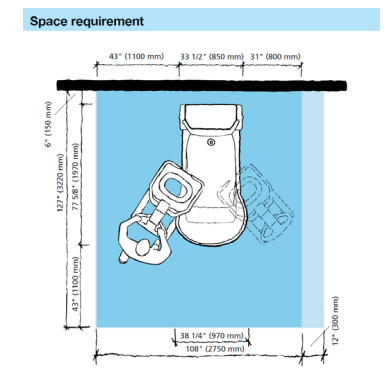 Space requirement
43" (1100 mm) 33 1/2" (850 mm) 31" (800 mm)
6" (150 mm)
127" (3220 mm)
77 5/8" (1970 mm)
43" (1100 mm)
38 1/4" (970 mm)
108" (2750 mm)
12" (300 mm)